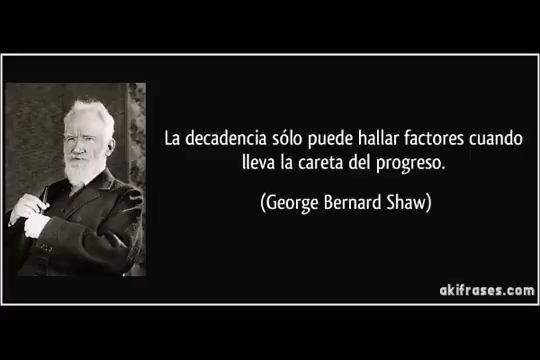 La decadencia sólo puede hallar factores cuando
lleva la careta del progreso.
(George Bernard Shaw)
akifrases.com